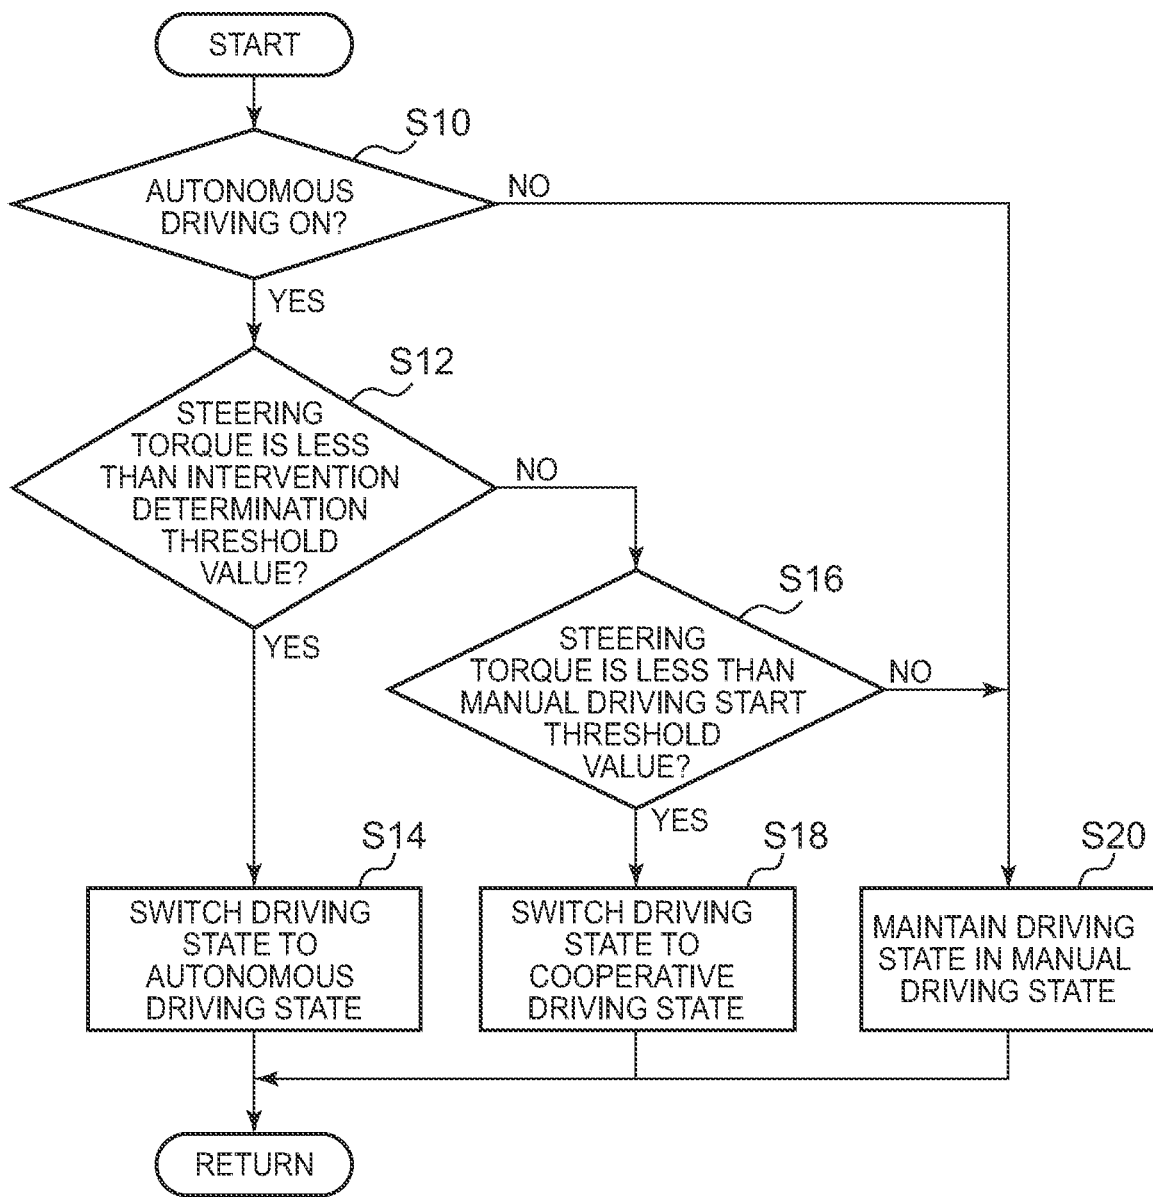 START
S10
AUTONOMOUS
DRIVING ON?
NO
YES
S12
STEERING
TORQUE IS LESS
THAN INTERVENTION
DETERMINATION
THRESHOLD
VALUE?
NO
YES
S16
STEERING
TORQUE IS LESS THAN
MANUAL DRIVING START
THRESHOLD
VALUE?
NO
YES
S14
SWITCH DRIVING
STATE TO
AUTONOMOUS
DRIVING STATE
S18
SWITCH DRIVING
STATE TO
COOPERATIVE
DRIVING STATE
S20
MAINTAIN DRIVING
STATE IN MANUAL
DRIVING STATE
RETURN